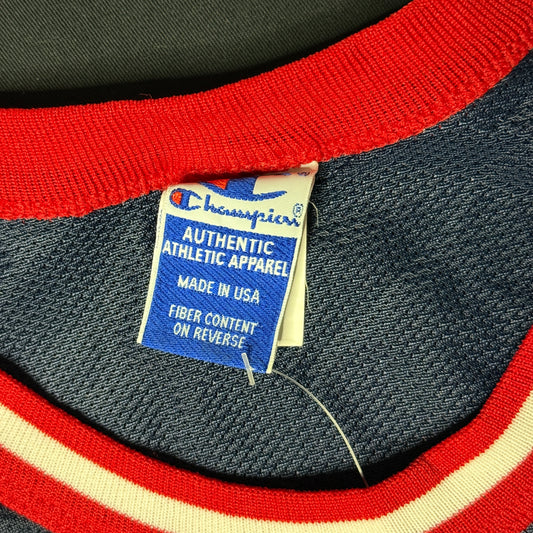 Champion®
AUTHENTIC
ATHLETIC APPAREL
MADE IN USA
FIBER CONTENT
ON REVERSE